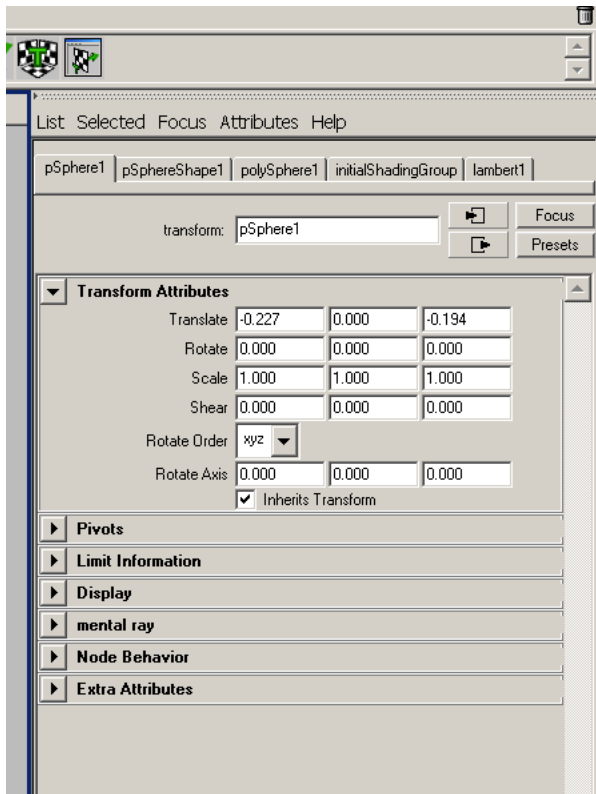 List Selected Focus Attributes Help
pSphere1 pSphereShape1 polySphere1 initialShadingGroup lambert1
transform: pSphere1 Focus
Presets
Transform Attributes
Translate -0.227 0.000 -0.194
Rotate 0.000 0.000 0.000
Scale 1.000 1.000 1.000
Shear 0.000 0.000 0.000
Rotate Order xyz
Rotate Axis 0.000 0.000 0.000
Inherits Transform
Pivots
Limit Information
Display
mental ray
Node Behavior
Extra Attributes